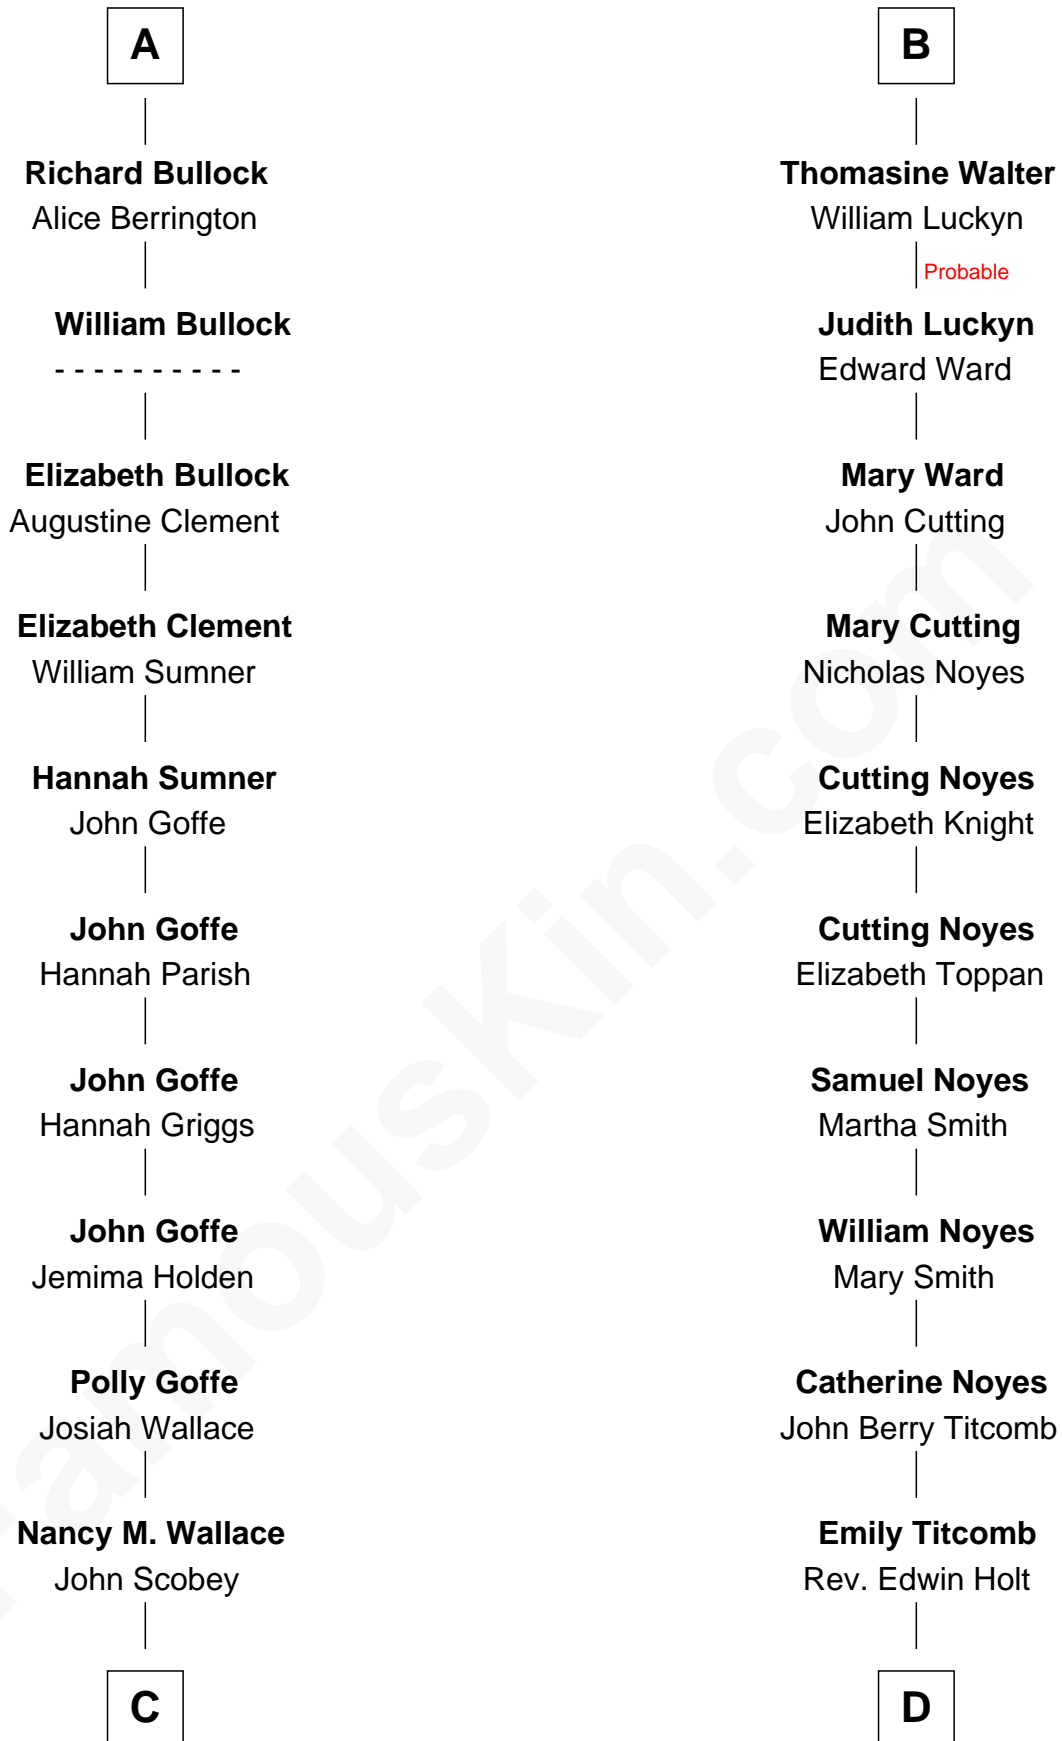 A
Richard Bullock
Alice Berrington
William Bullock
- - - - - - - - - -
Elizabeth Bullock
Augustine Clement
Elizabeth Clement
William Sumner
Hannah Sumner
John Goffe
John Goffe
Hannah Parish
John Goffe
Hannah Griggs
John Goffe
Jemima Holden
Polly Goffe
Josiah Wallace
Nancy M. Wallace
John Scobey
C
B
Thomasine Walter
William Luckyn
Probable
Judith Luckyn
Edward Ward
Mary Ward
John Cutting
Mary Cutting
Nicholas Noyes
Cutting Noyes
Elizabeth Knight
Cutting Noyes
Elizabeth Toppan
Samuel Noyes
Martha Smith
William Noyes
Mary Smith
Catherine Noyes
John Berry Titcomb
Emily Titcomb
Rev. Edwin Holt
D
FamousKin.com